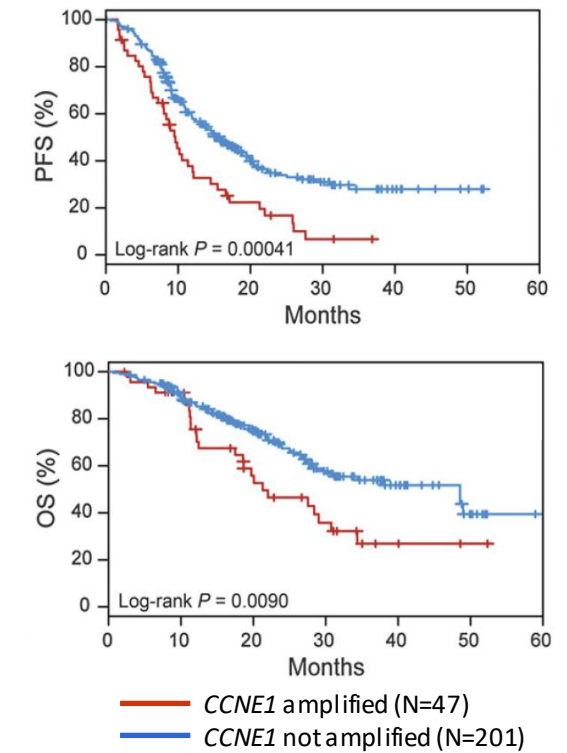 PFS (%)
100
80
60
40
20
0
Log-rank P = 0.00041
0 10 20 30 40 50 60
Months
OS (%)
100
80
60
40
20
0
Log-rank P = 0.0090
0 10 20 30 40 50 60
Months
CCNE1 amplified (N=47)
CCNE1 not amplified (N=201)